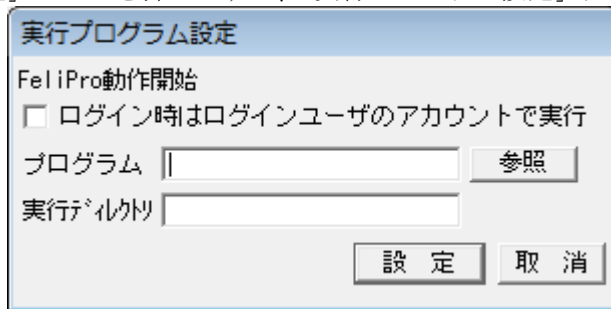 実行プログラム設定
FeliPro動作開始
ログイン時はログインユーザのアカウントで実行
プログラム 参照
実行ディレクトリ
設 定 取 消